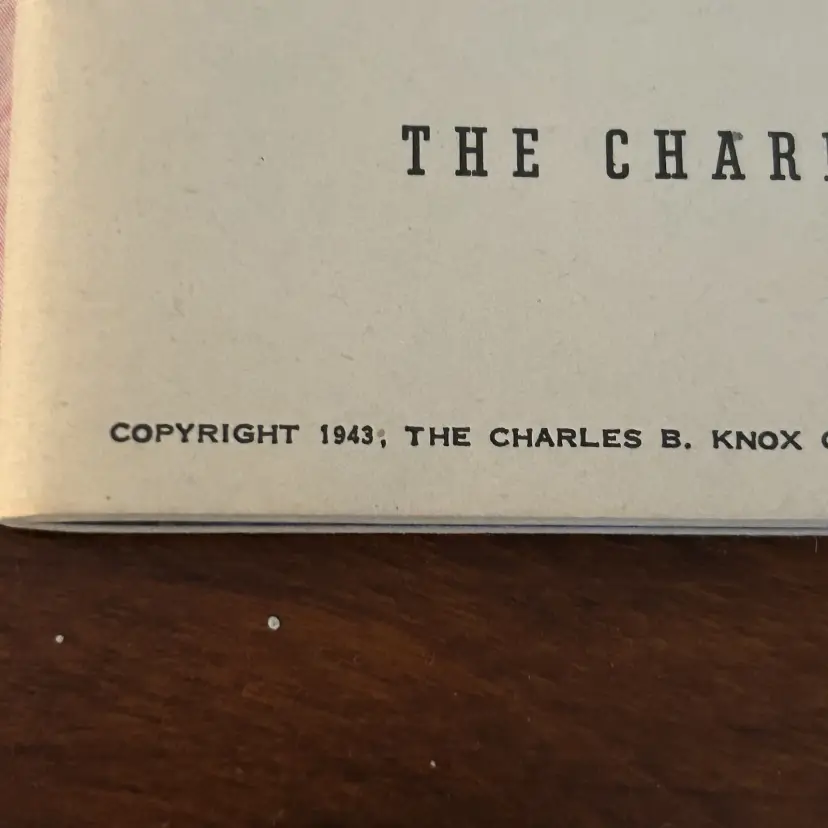 THE CHAR
COPYRIGHT 1943, THE CHARLES B. KNOX